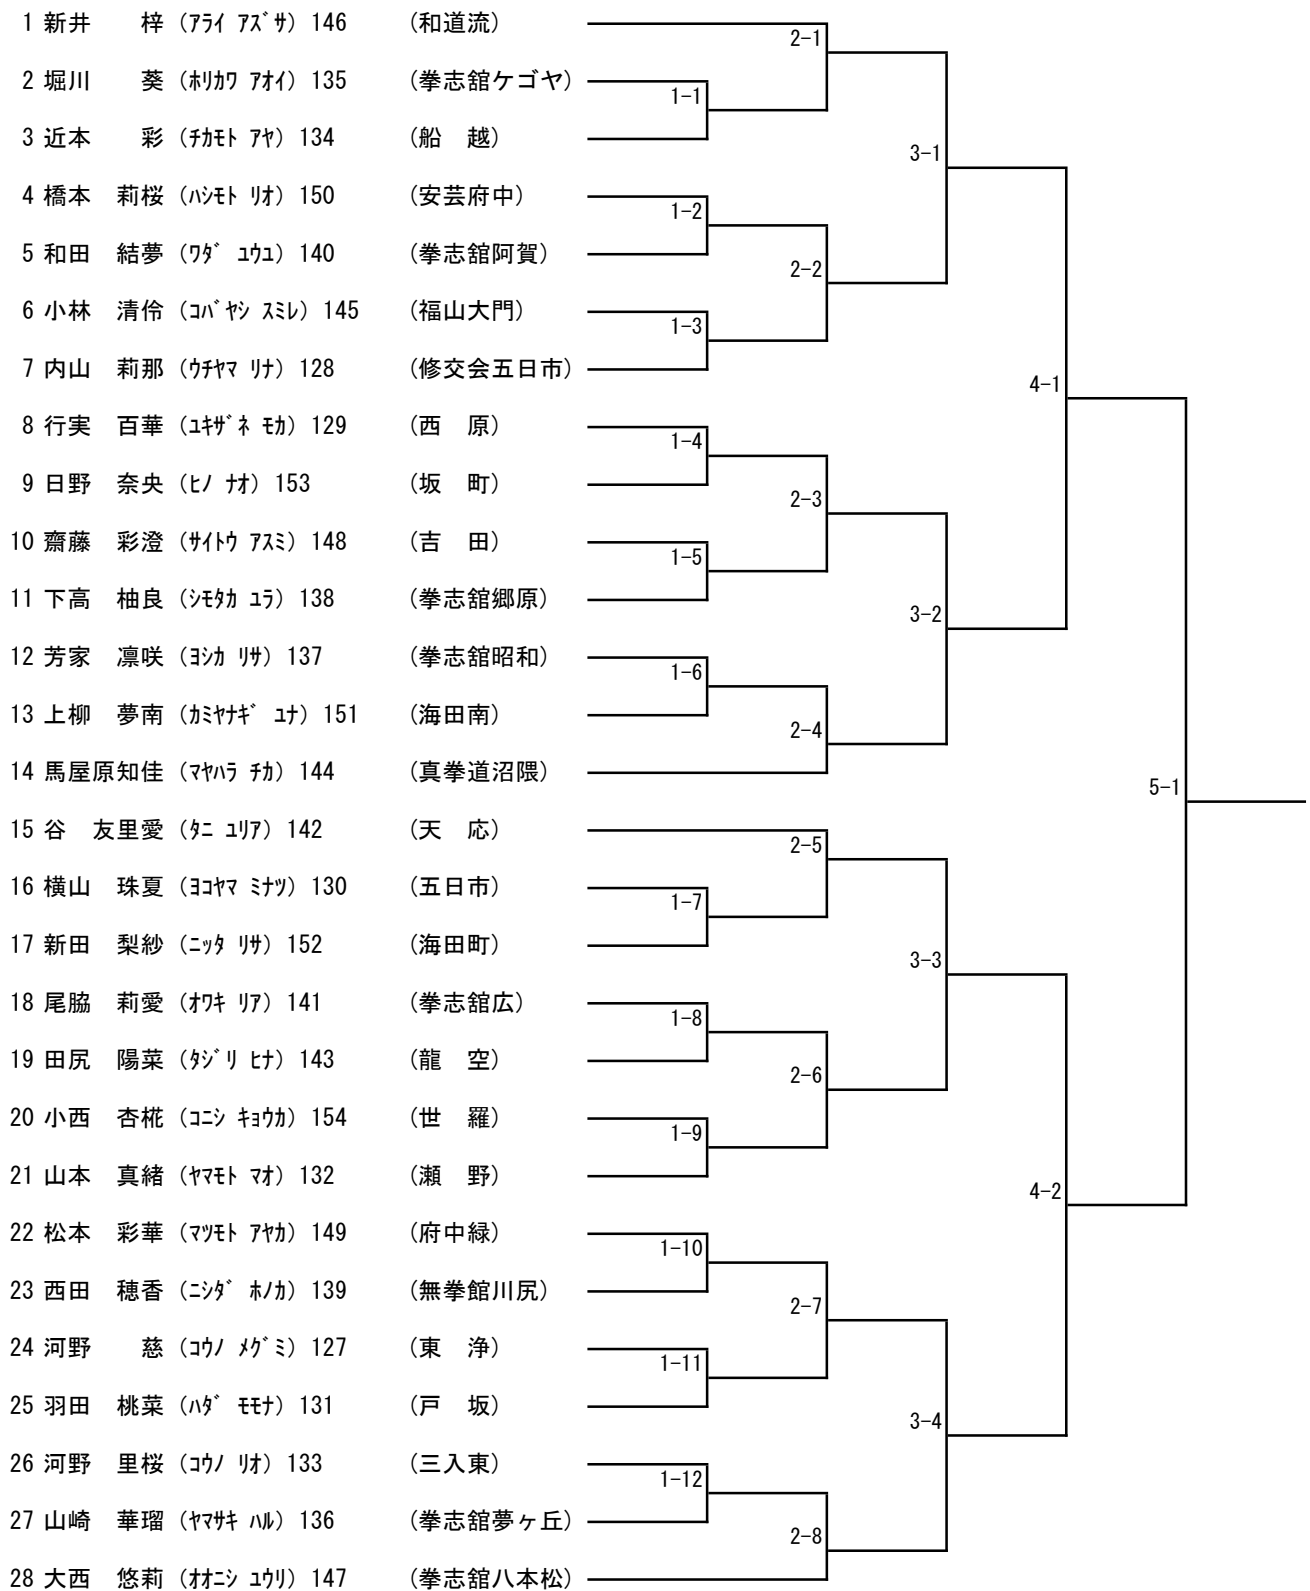 1 新井　　梓 (ｱﾗｲ ｱｽﾞｻ) 146 (和道流)
2-1
2 堀川　　葵 (ﾎﾘｶﾜ ｱｵｲ) 135 (拳志舘ケゴヤ)
1-1
3 近本　　彩 (ﾁｶﾓﾄ ｱﾔ) 134 (船　越)
3-1
4 橋本　莉桜 (ﾊｼﾓﾄ ﾘｵ) 150 (安芸府中)
1-2
5 和田　結夢 (ﾜﾀﾞ ﾕｳﾕ) 140 (拳志舘阿賀)
2-2
6 小林　清伶 (ｺﾊﾞﾔｼ ｽﾐﾚ) 145 (福山大門)
1-3
7 内山　莉那 (ｳﾁﾔﾏ ﾘﾅ) 128 (修交会五日市)
4-1
8 行実　百華 (ﾕｷｻﾞﾈ ﾓｶ) 129 (西　原)
1-4
9 日野　奈央 (ﾋﾉ ﾅｵ) 153 (坂　町)
2-3
10 齋藤　彩澄 (ｻｲﾄｳ ｱｽﾐ) 148 (吉　田)
1-5
11 下高　柚良 (ｼﾓﾀｶ ﾕﾗ) 138 (拳志舘郷原)
3-2
12 芳家　凛咲 (ﾖｼｶ ﾘｻ) 137 (拳志舘昭和)
1-6
13 上柳　夢南 (ｶﾐﾔﾅｷﾞ ﾕﾅ) 151 (海田南)
2-4
14 馬屋原知佳 (ﾏﾔﾊﾗ ﾁｶ) 144 (真拳道沼隈)
5-1
15 谷　友里愛 (ﾀﾆ ﾕﾘｱ) 142 (天　応)
2-5
16 横山　珠夏 (ﾖｺﾔﾏ ﾐﾅﾂ) 130 (五日市)
1-7
17 新田　梨紗 (ﾆｯﾀ ﾘｻ) 152 (海田町)
3-3
18 尾脇　莉愛 (ｵﾜｷ ﾘｱ) 141 (拳志舘広)
1-8
19 田尻　陽菜 (ﾀｼﾞﾘ ﾋﾅ) 143 (龍　空)
2-6
20 小西　杏椛 (ｺﾆｼ ｷｮｳｶ) 154 (世　羅)
1-9
21 山本　真緒 (ﾔﾏﾓﾄ ﾏｵ) 132 (瀬　野)
4-2
22 松本　彩華 (ﾏﾂﾓﾄ ｱﾔｶ) 149 (府中緑)
1-10
23 西田　穂香 (ﾆｼﾀﾞ ﾎﾉｶ) 139 (無拳館川尻)
2-7
24 河野　　慈 (ｺｳﾉ ﾒｸﾞﾐ) 127 (東　浄)
1-11
25 羽田　桃菜 (ﾊﾀﾞ ﾓﾓﾅ) 131 (戸　坂)
3-4
26 河野　里桜 (ｺｳﾉ ﾘｵ) 133 (三入東)
1-12
27 山崎　華瑠 (ﾔﾏｻｷ ﾊﾙ) 136 (拳志舘夢ヶ丘)
2-8
28 大西　悠莉 (ｵｵﾆｼ ﾕｳﾘ) 147 (拳志舘八本松)